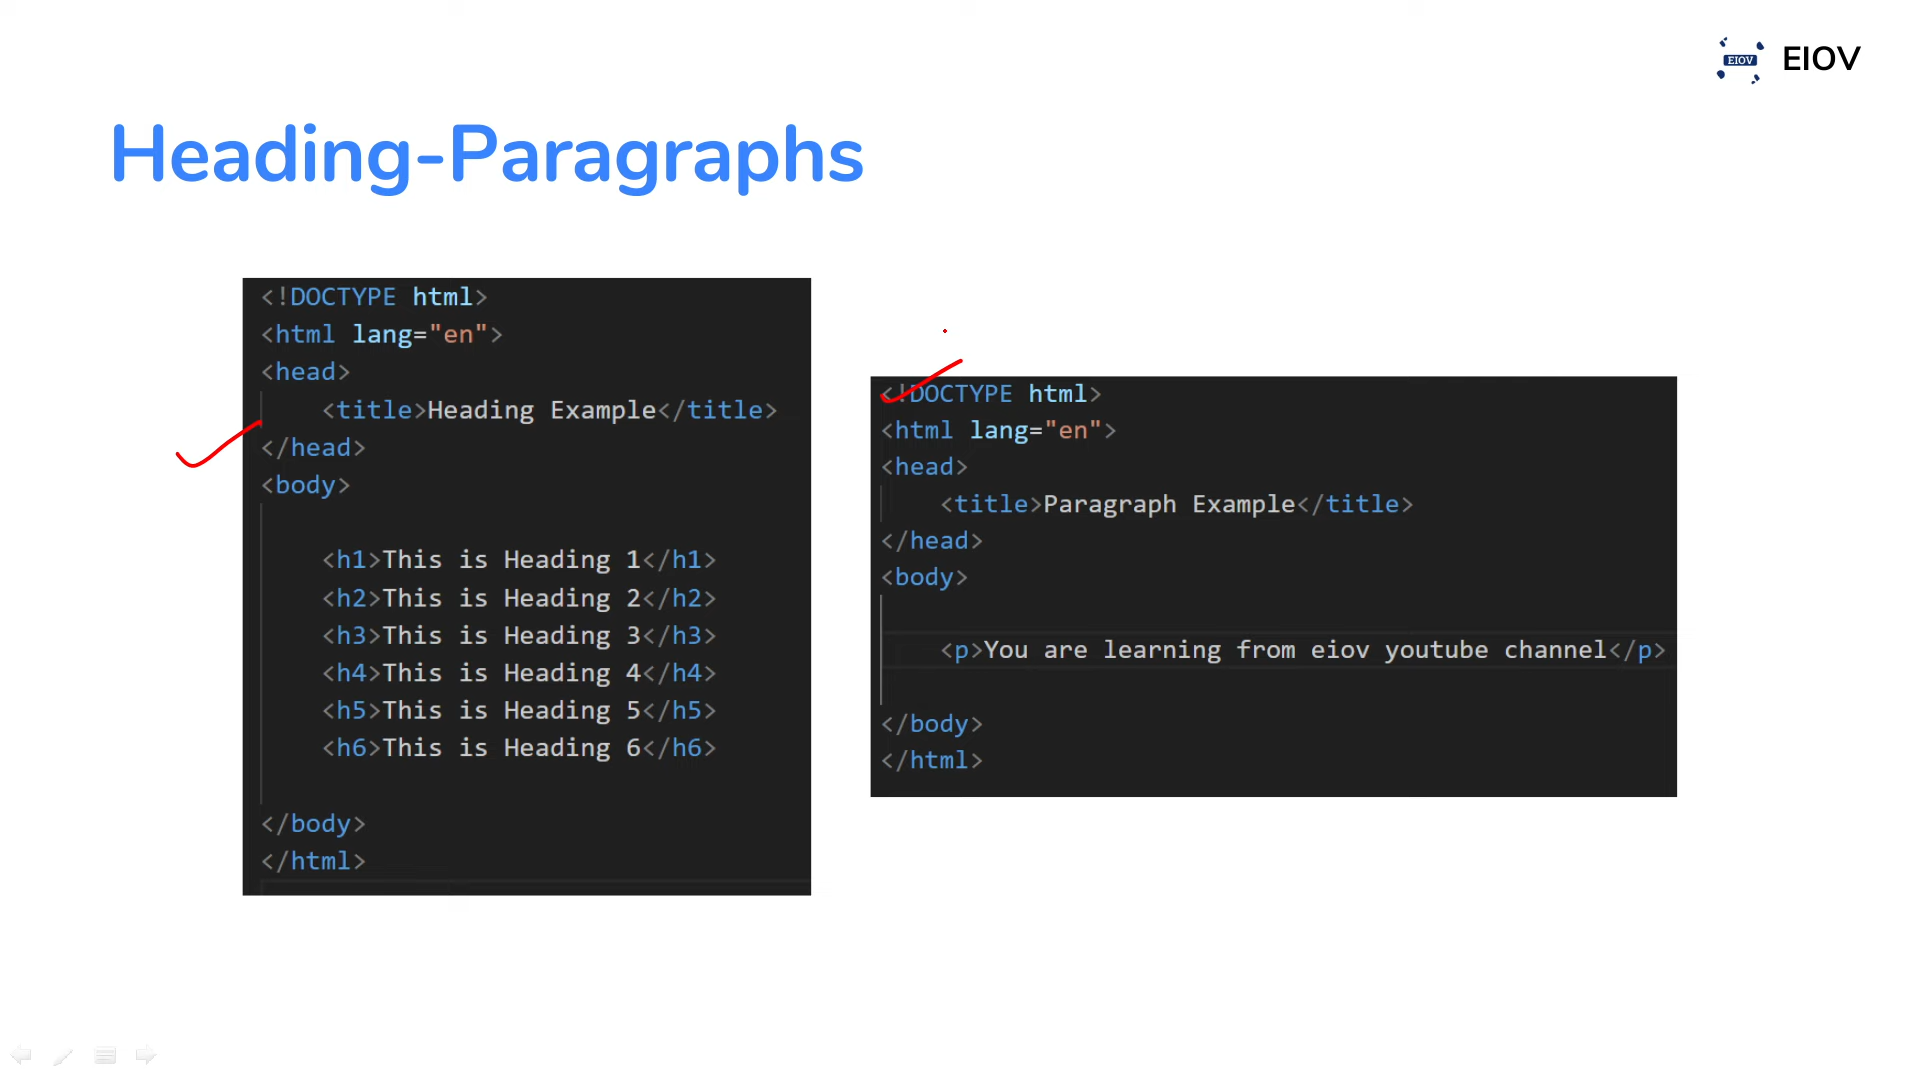 EIOV
EIOV
Heading-Paragraphs
<!DOCTYPE html>
<html lang="en">
<head>
<title>Heading Example</title>
</head>
<body>
<h1>This is Heading 1</h1>
<h2>This is Heading 2</h2>
<h3>This is Heading 3</h3>
<h4>This is Heading 4</h4>
<h5>This is Heading 5</h5>
<h6>This is Heading 6</h6>
</body>
</html>
<!DOCTYPE html>
<html lang="en">
<head>
<title>Paragraph Example</title>
</head>
<body>
<p>You are learning from eiov youtube channel</p>
</body>
</html>